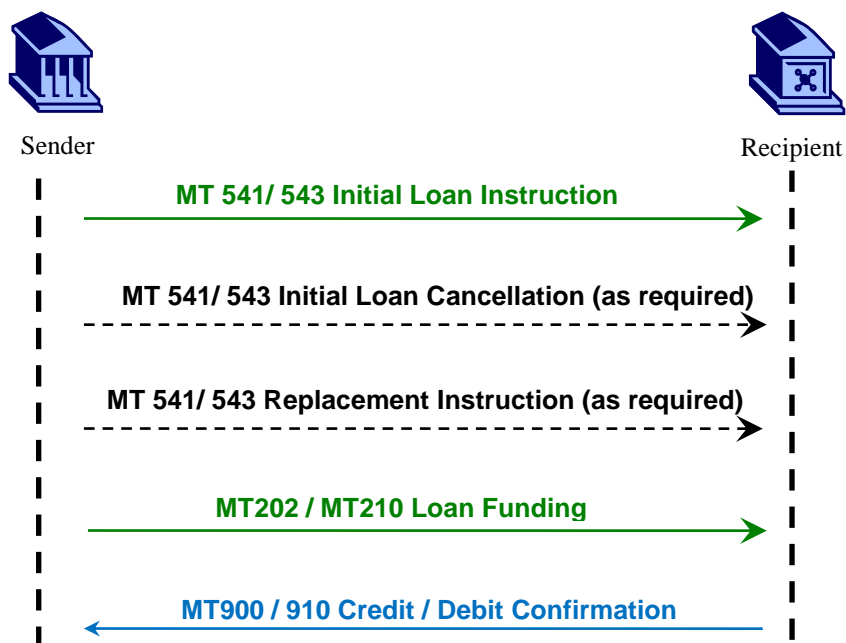 Sender
Recipient
MT 541/ 543 Initial Loan Instruction
MT 541/ 543 Initial Loan Cancellation (as required)
MT 541/ 543 Replacement Instruction (as required)
MT202 / MT210 Loan Funding
MT900 / 910 Credit / Debit Confirmation